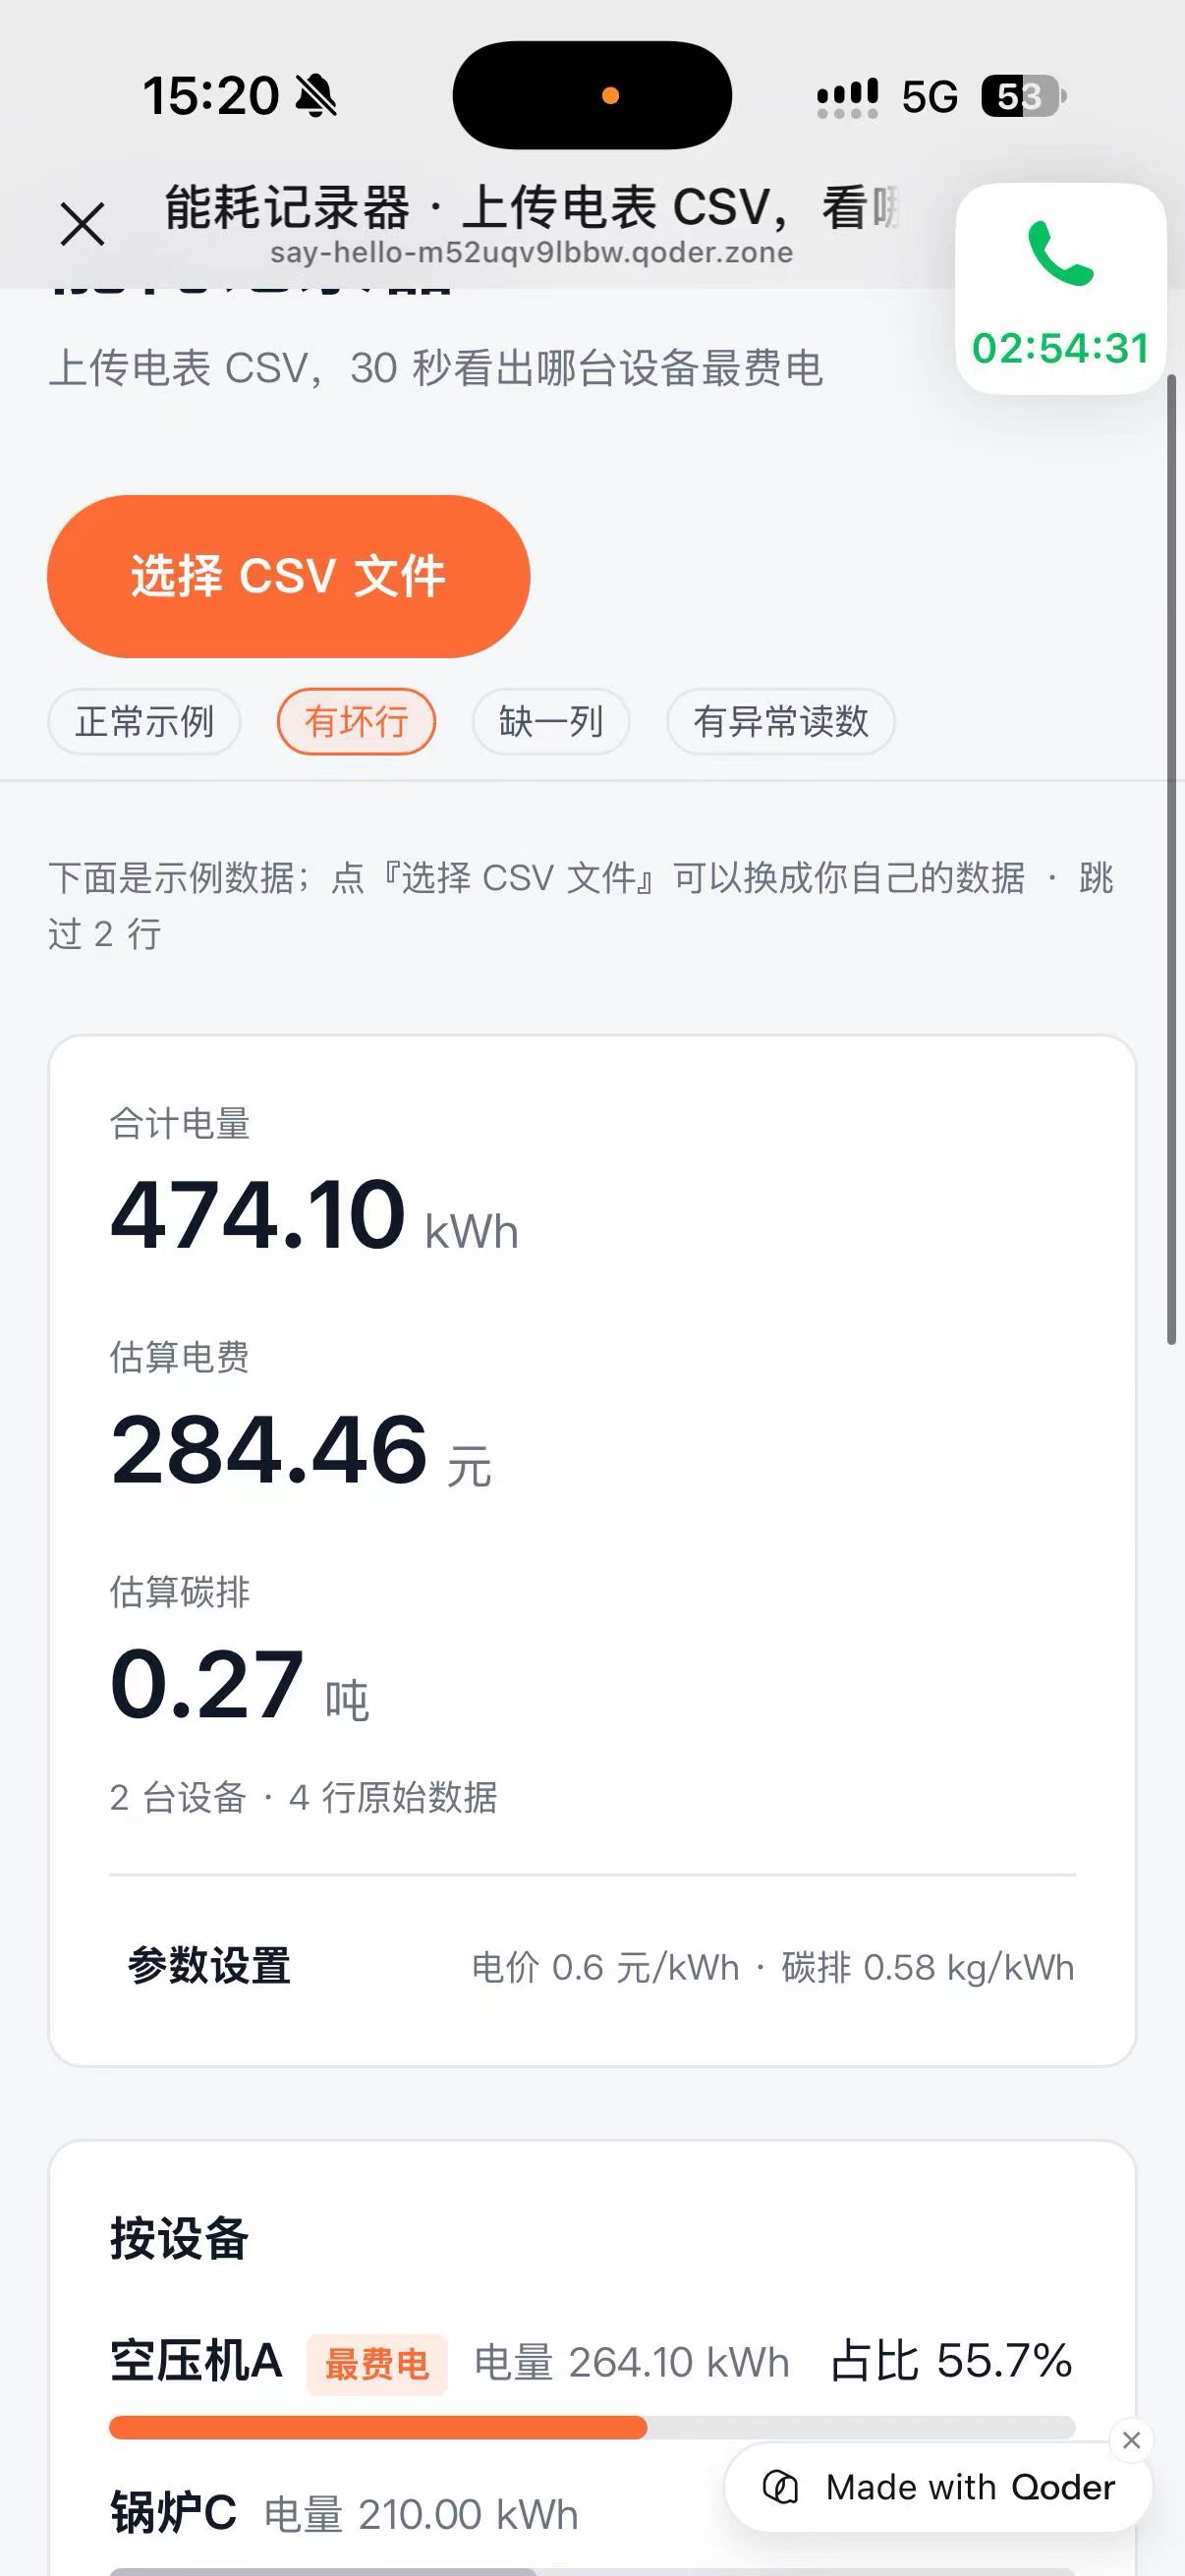 15:20
5G
53
能耗记录器 · 上传电表 CSV，看
say-hello-m52uqv9lbbw.qoder.zone
02:54:31
上传电表 CSV，30 秒看出哪台设备最费电
选择 CSV 文件
正常示例
有坏行
缺一列
有异常读数
下面是示例数据；点『选择 CSV 文件』可以换成你自己的数据 · 跳
过 2 行
合计电量
474.10 kWh
估算电费
284.46 元
估算碳排
0.27 吨
2 台设备 · 4 行原始数据
参数设置 电价 0.6 元/kWh · 碳排 0.58 kg/kWh
按设备
空压机A 最费电 电量 264.10 kWh 占比 55.7%
锅炉C 电量 210.00 kWh
Made with Qoder